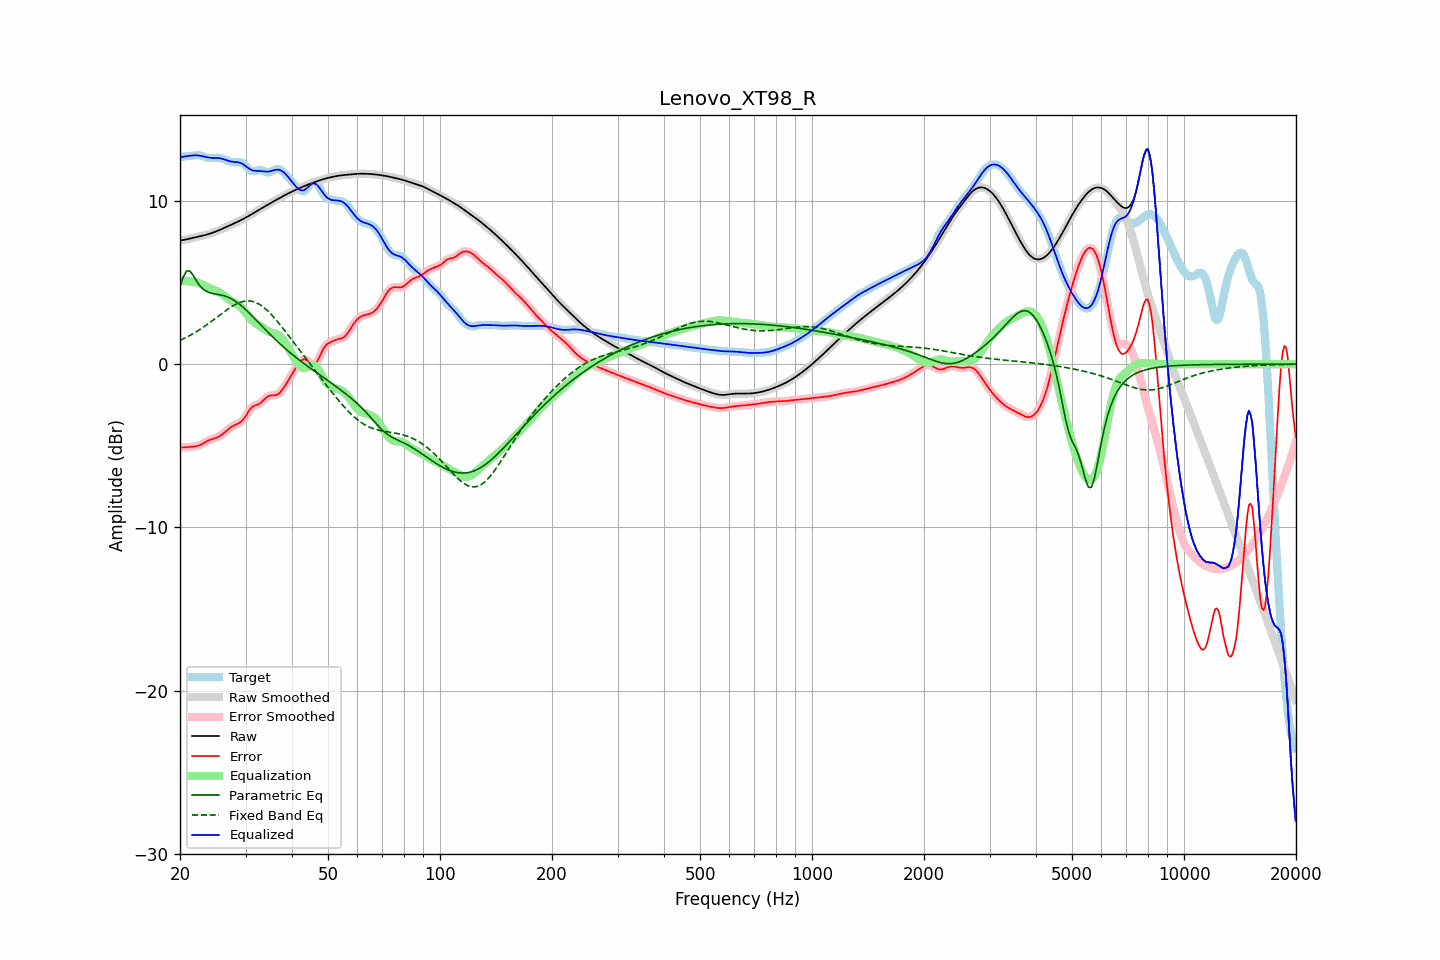 Lenovo_XT98_R
10
0
−10
−20
−30
Amplitude (dBr)
Target
Raw Smoothed
Error Smoothed
Raw
Error
Equalization
Parametric Eq
Fixed Band Eq
Equalized
20 50 100 200 500 1000 2000 5000 10000 20000
Frequency (Hz)